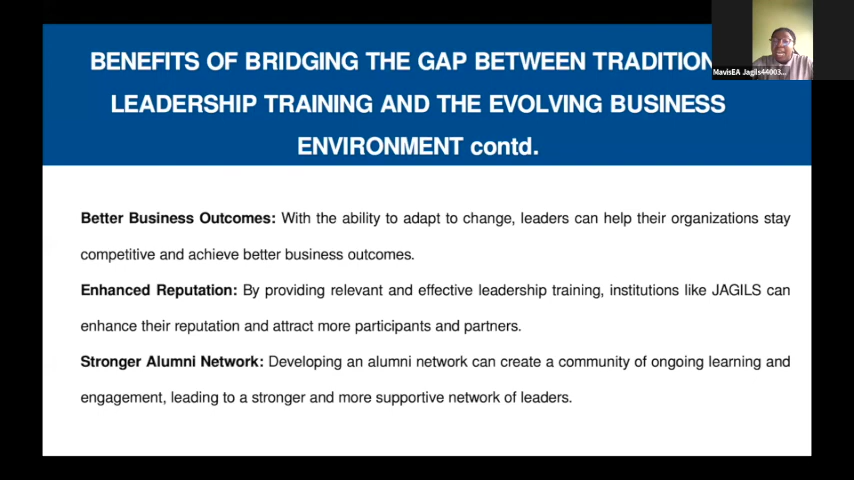 BENEFITS OF BRIDGING THE GAP BETWEEN TRADITION
LEADERSHIP TRAINING AND THE EVOLVING BUSINESS
ENVIRONMENT contd.
MavisEA Jagils44003...
Better Business Outcomes: With the ability to adapt to change, leaders can help their organizations stay
competitive and achieve better business outcomes.
Enhanced Reputation: By providing relevant and effective leadership training, institutions like JAGILS can
enhance their reputation and attract more participants and partners.
Stronger Alumni Network: Developing an alumni network can create a community of ongoing learning and
engagement, leading to a stronger and more supportive network of leaders.